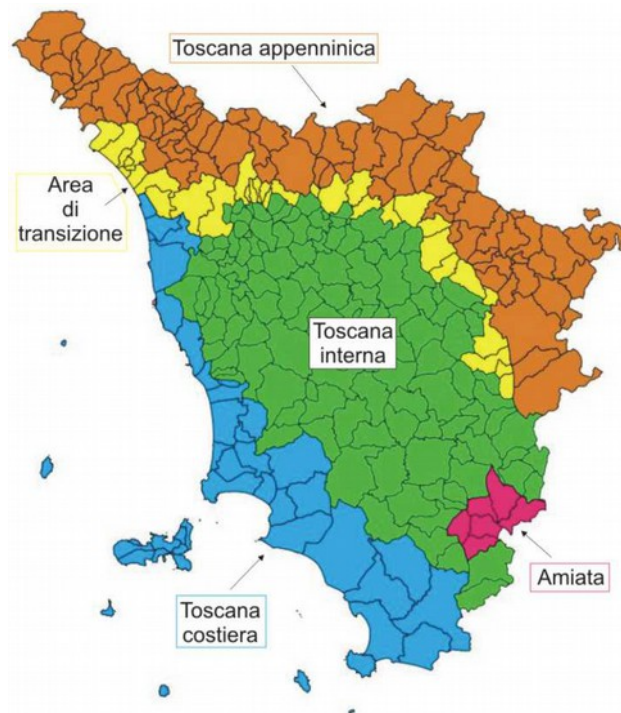 Toscana appenninica
Area
di
transizione
Toscana
interna
Amiata
Toscana
costiera